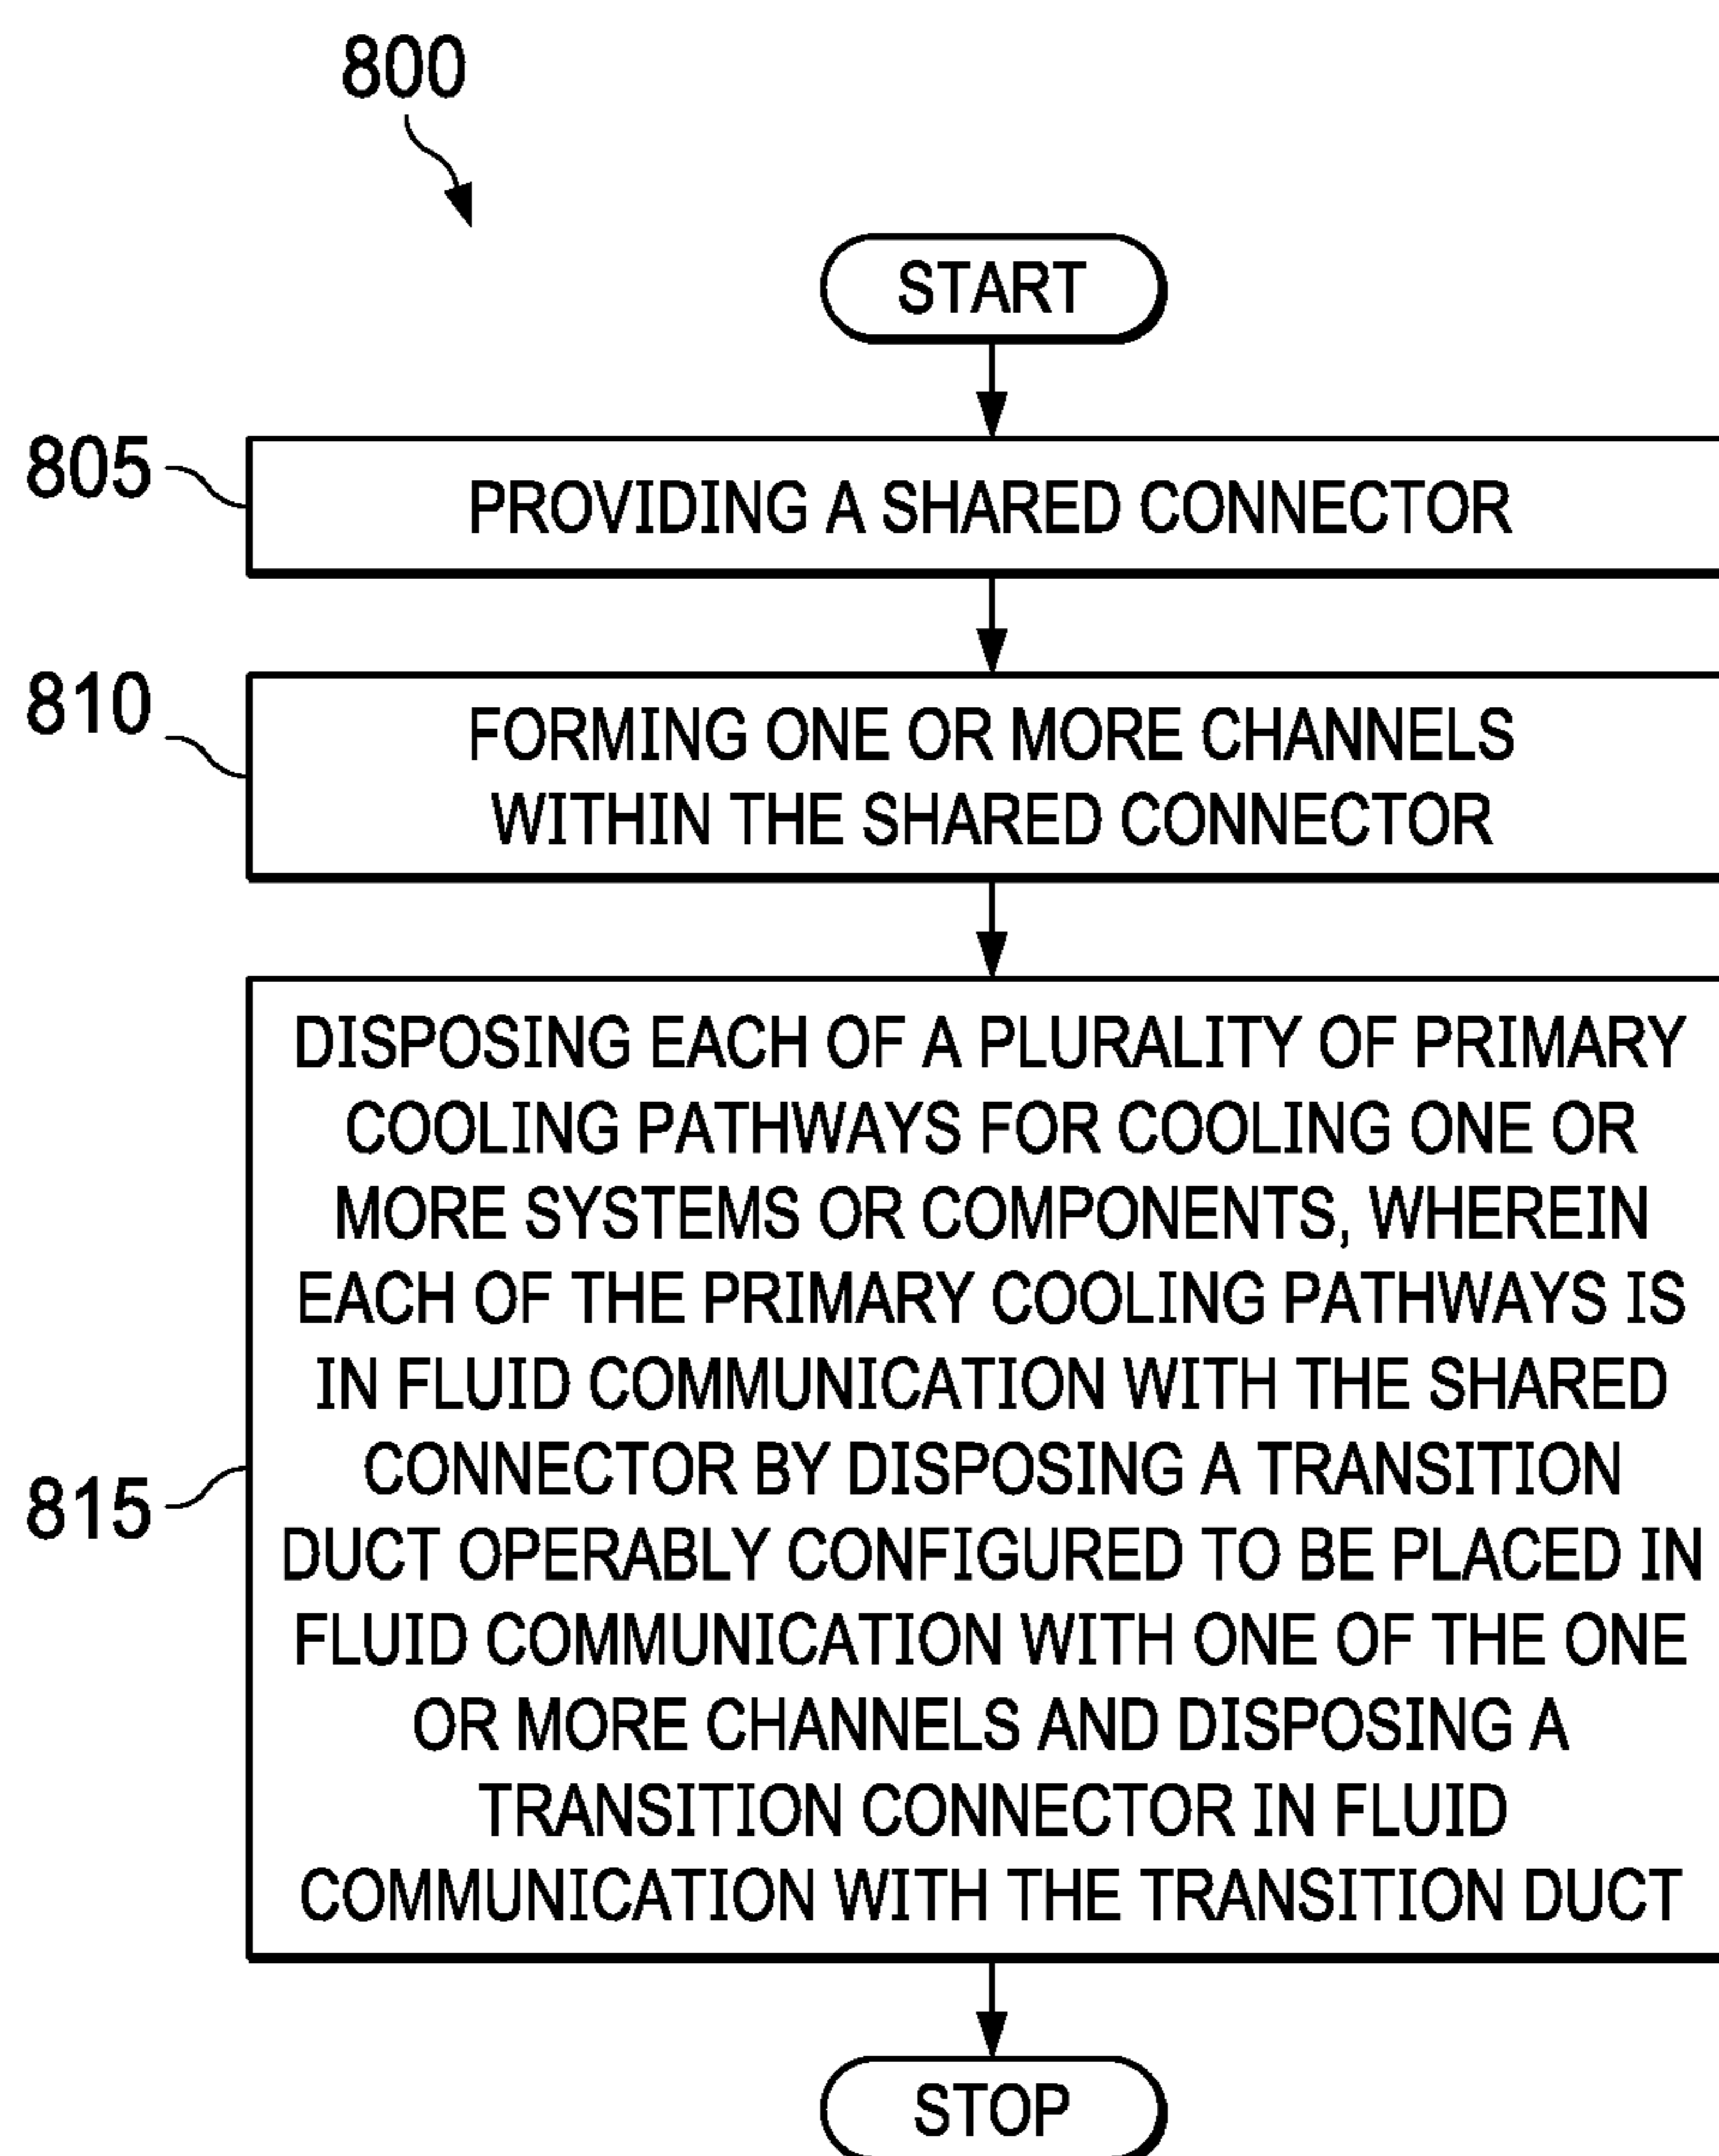 800
START
805
PROVIDING A SHARED CONNECTOR
810
FORMING ONE OR MORE CHANNELS
WITHIN THE SHARED CONNECTOR
DISPOSING EACH OF A PLURALITY OF PRIMARY
COOLING PATHWAYS FOR COOLING ONE OR
MORE SYSTEMS OR COMPONENTS, WHEREIN
EACH OF THE PRIMARY COOLING PATHWAYS IS
IN FLUID COMMUNICATION WITH THE SHARED
CONNECTOR BY DISPOSING A TRANSITION
815
DUCT OPERABLY CONFIGURED TO BE PLACED IN
FLUID COMMUNICATION WITH ONE OF THE ONE
OR MORE CHANNELS AND DISPOSING A
TRANSITION CONNECTOR IN FLUID
COMMUNICATION WITH THE TRANSITION DUCT
STOP